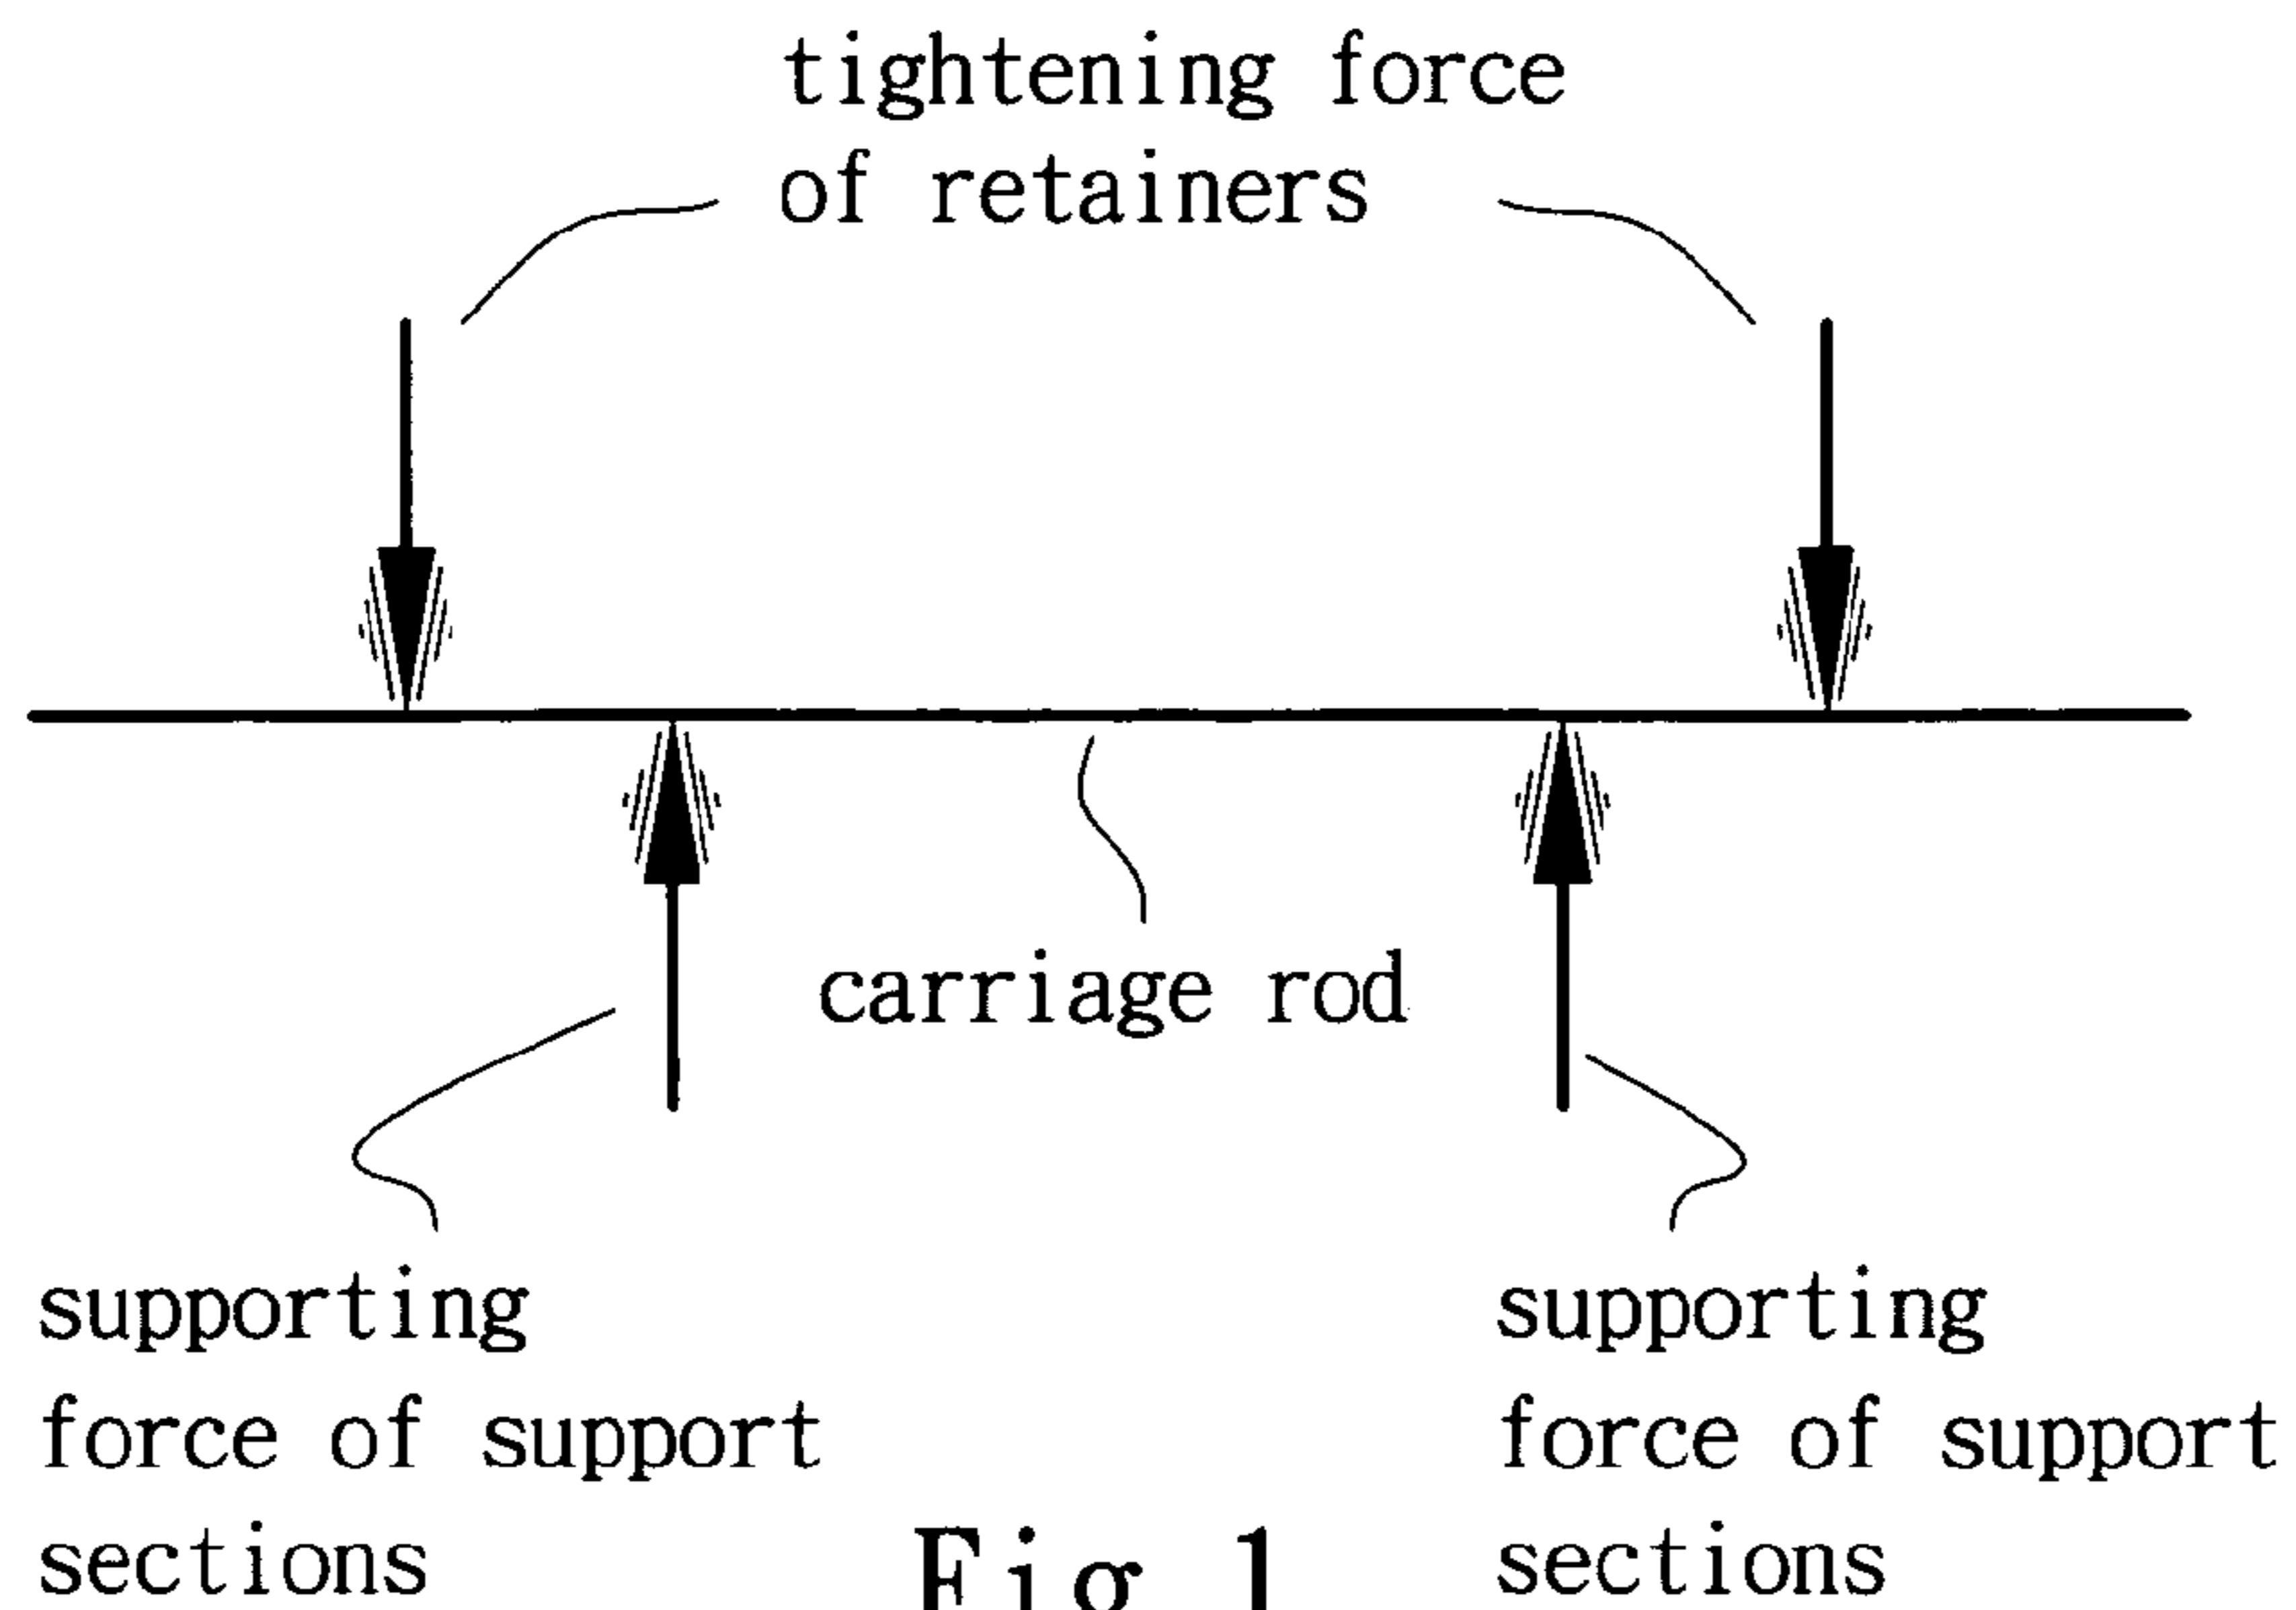 tightening force
of retainers
carriage rod
supporting
force of support
sections
supporting
force of support
sections
Fig 1